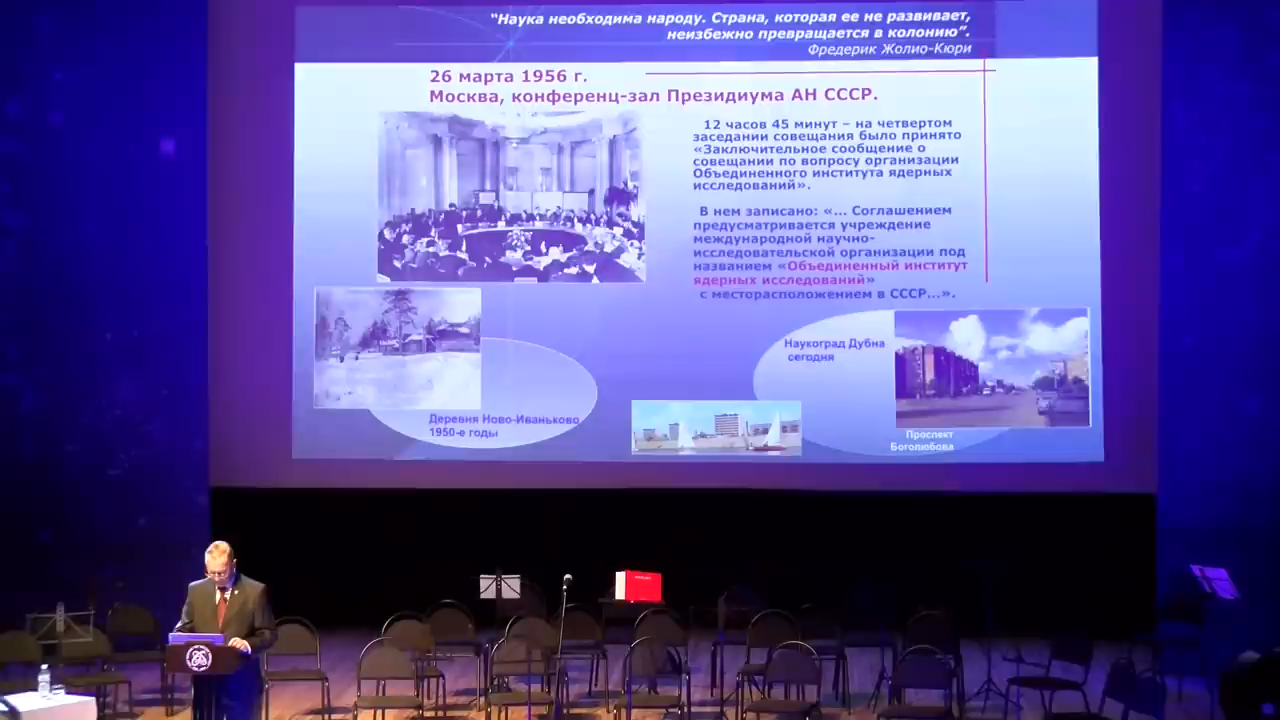 “Наука необходима народу. Страна, которая ее не развивает,
неизбежно превращается в колонию”.
Фредерик Жолио-Кюри
26 марта 1956 г.
Москва, конференц-зал Президиума АН СССР.
12 часов 45 минут – на четвертом
заседании совещания было принято
«Заключительное сообщение о
совещании по вопросу организации
Объединенного института ядерных
исследований».
В нем записано: «... Соглашением
предусматривается учреждение
международной научно-
исследовательской организации под
названием «Объединенный институт
ядерных исследований»
с месторасположением в СССР...».
Наукоград Дубна
сегодня
Деревня Ново-Иваньково
1950-е годы
Проспект
Боголюбова